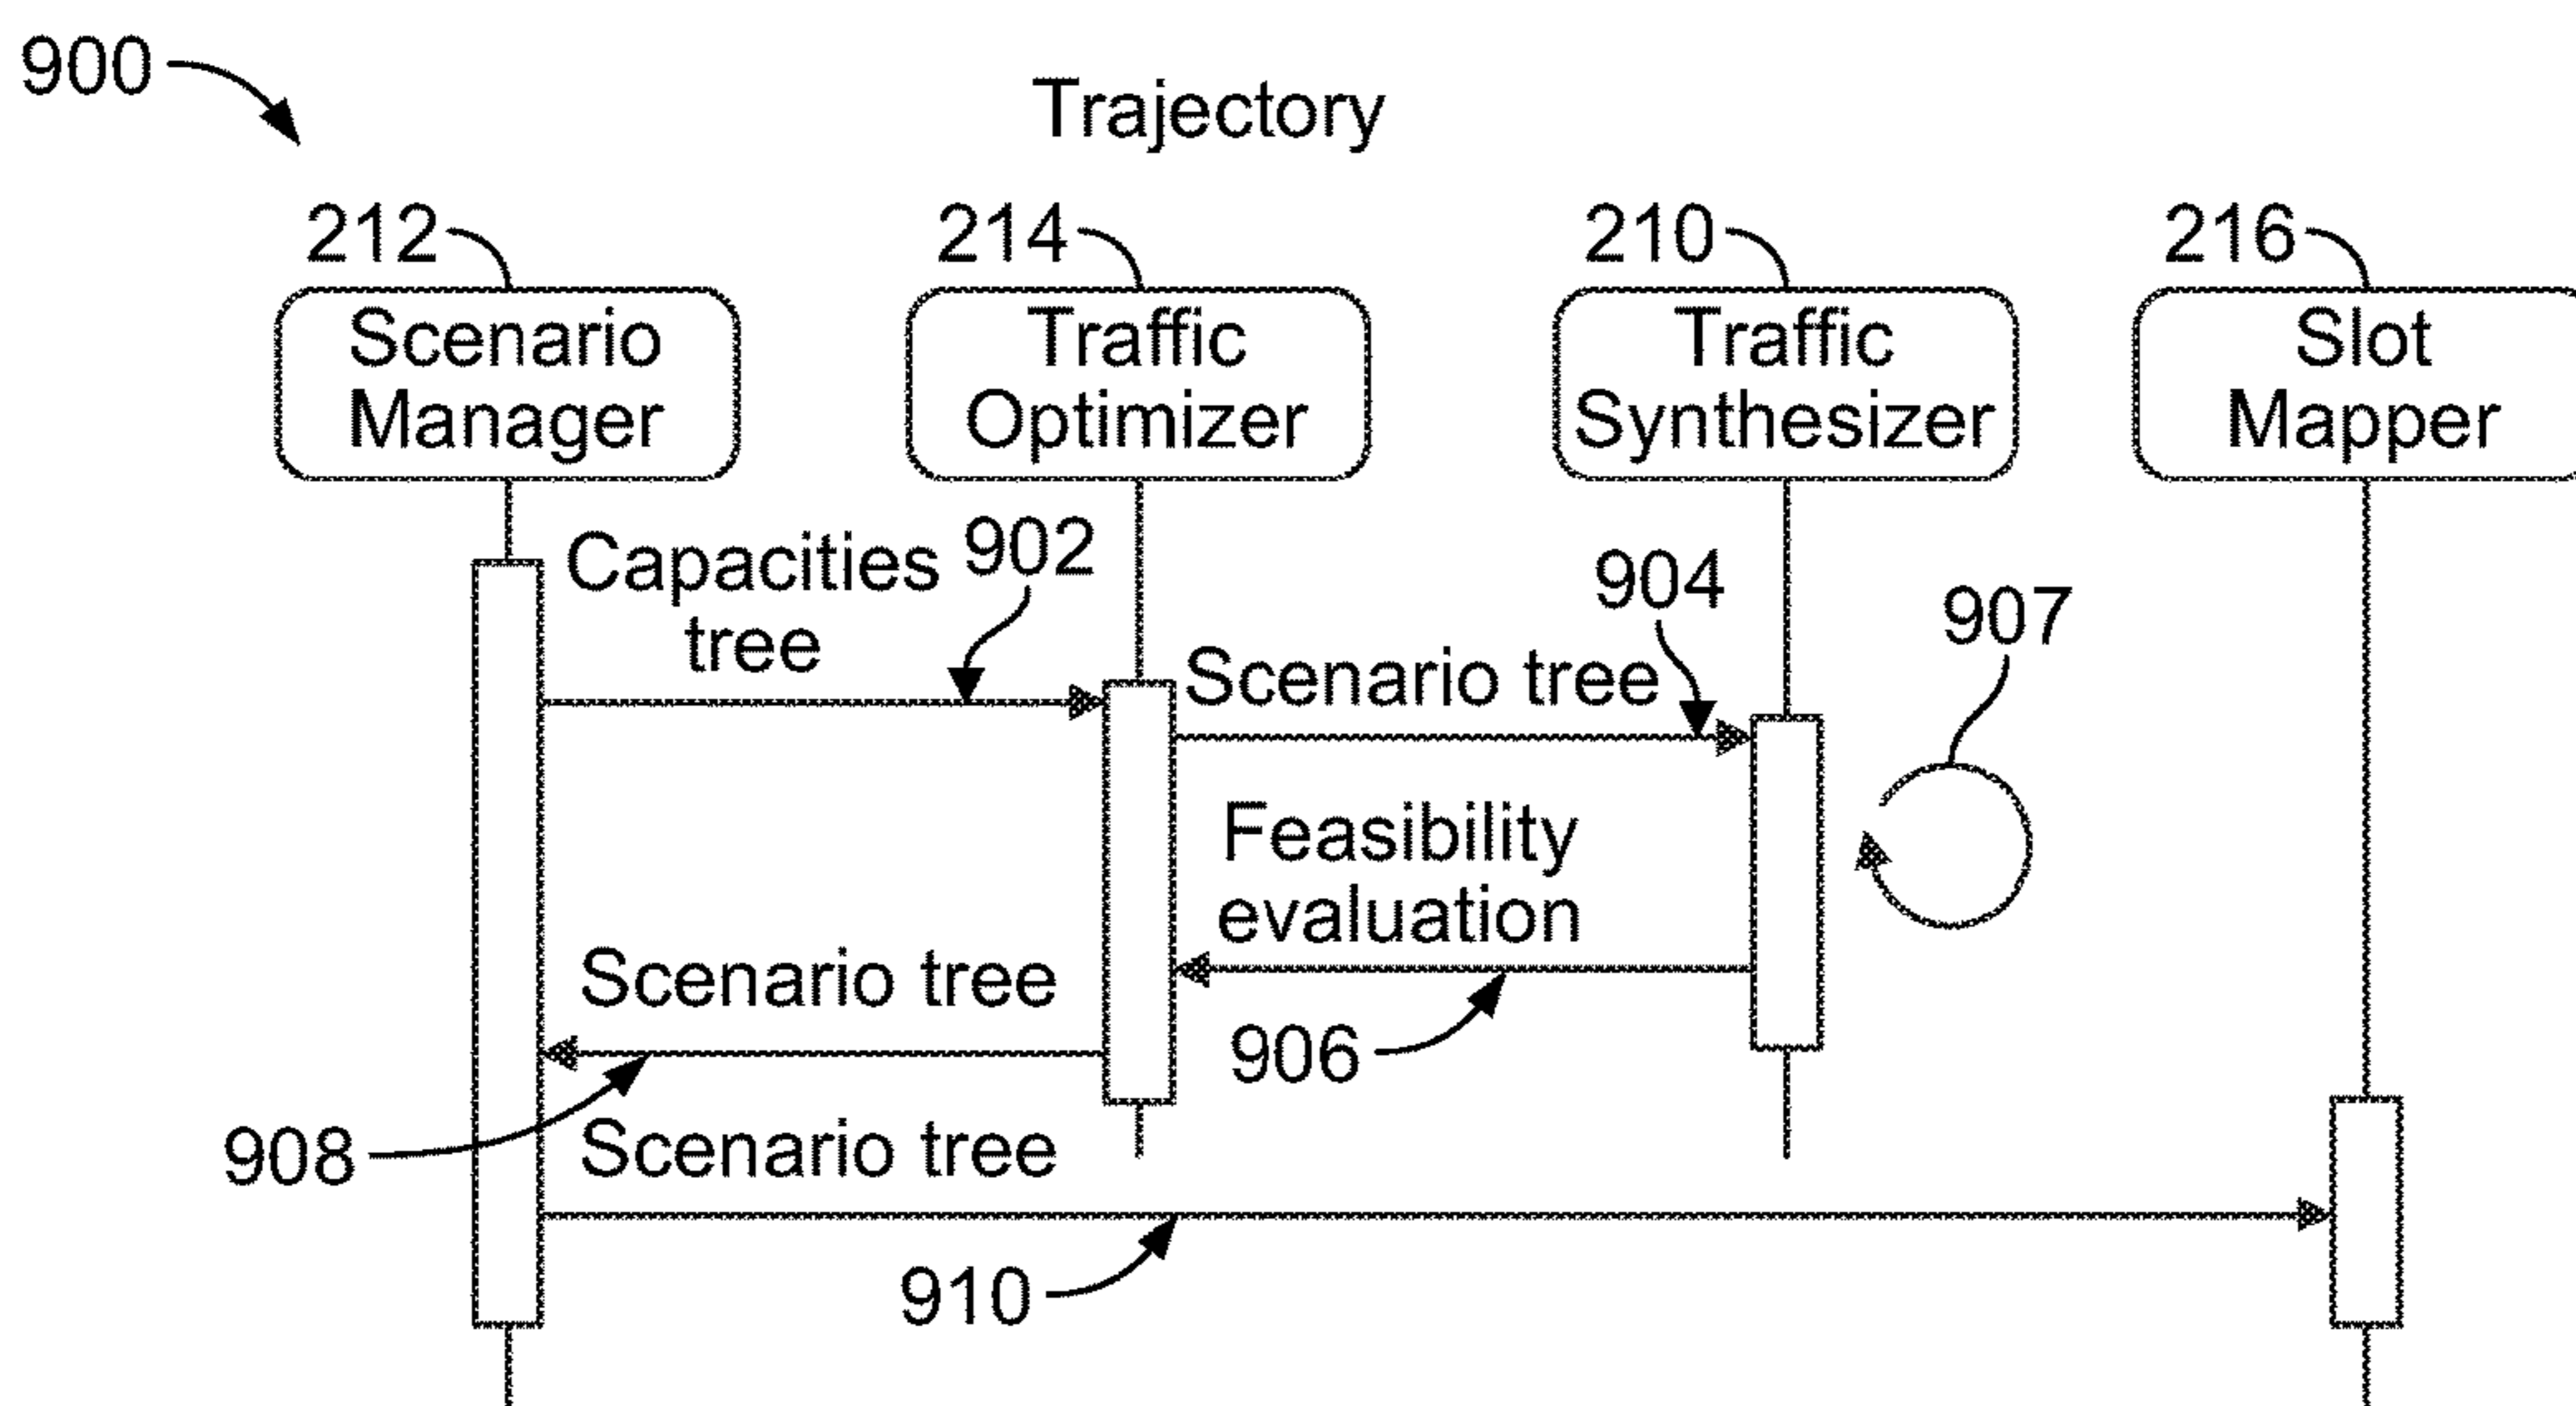 900
Trajectory
212
214
210
216
Scenario
Manager
Traffic
Optimizer
Traffic
Synthesizer
Slot
Mapper
Capacities
tree
902
904
907
Scenario tree
Feasibility
evaluation
906
Scenario tree
908
Scenario tree
910